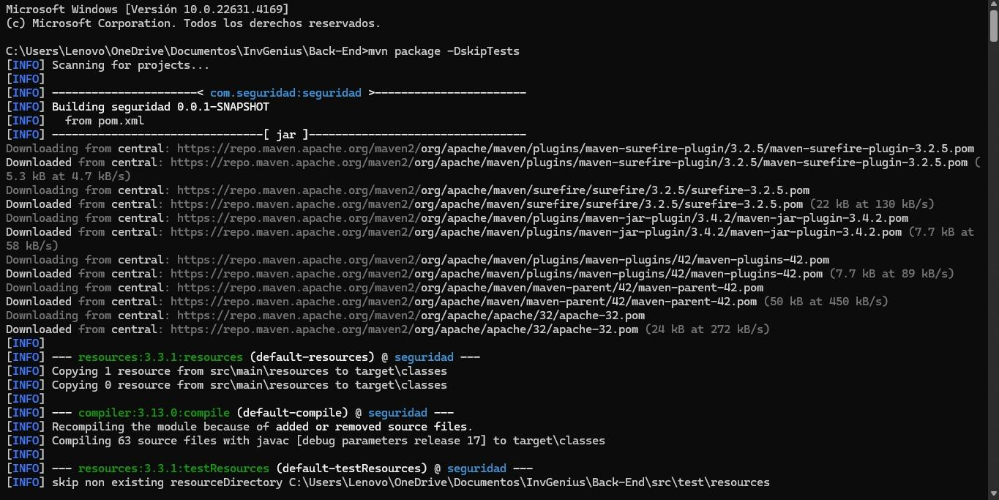 Microsoft Windows [Versión 10.0.22631.4169]
(c) Microsoft Corporation. Todos los derechos reservados.
C:\Users\Lenovo\OneDrive\Documentos\InvGenius\Back-End>mvn package -DskipTests
[INFO] Scanning for projects...
[INFO]
[INFO] ----------------------< com.seguridad:seguridad >-----------------------
[INFO] Building seguridad 0.0.1-SNAPSHOT
[INFO]   from pom.xml
[INFO] --------------------------------[ jar ]---------------------------------
Downloading from central: https://repo.maven.apache.org/maven2/org/apache/maven/plugins/maven-surefire-plugin/3.2.5/maven-surefire-plugin-3.2.5.pom
Downloaded from central: https://repo.maven.apache.org/maven2/org/apache/maven/plugins/maven-surefire-plugin/3.2.5/maven-surefire-plugin-3.2.5.pom (
5.3 kB at 4.7 kB/s)
Downloading from central: https://repo.maven.apache.org/maven2/org/apache/maven/surefire/surefire/3.2.5/surefire-3.2.5.pom
Downloaded from central: https://repo.maven.apache.org/maven2/org/apache/maven/surefire/surefire/3.2.5/surefire-3.2.5.pom (22 kB at 130 kB/s)
Downloading from central: https://repo.maven.apache.org/maven2/org/apache/maven/plugins/maven-jar-plugin/3.4.2/maven-jar-plugin-3.4.2.pom
Downloaded from central: https://repo.maven.apache.org/maven2/org/apache/maven/plugins/maven-jar-plugin/3.4.2/maven-jar-plugin-3.4.2.pom (7.7 kB at
58 kB/s)
Downloading from central: https://repo.maven.apache.org/maven2/org/apache/maven/plugins/maven-plugins/42/maven-plugins-42.pom
Downloaded from central: https://repo.maven.apache.org/maven2/org/apache/maven/plugins/maven-plugins/42/maven-plugins-42.pom (7.7 kB at 89 kB/s)
Downloading from central: https://repo.maven.apache.org/maven2/org/apache/maven/maven-parent/42/maven-parent-42.pom
Downloaded from central: https://repo.maven.apache.org/maven2/org/apache/maven/maven-parent/42/maven-parent-42.pom (50 kB at 450 kB/s)
Downloading from central: https://repo.maven.apache.org/maven2/org/apache/apache/32/apache-32.pom
Downloaded from central: https://repo.maven.apache.org/maven2/org/apache/apache/32/apache-32.pom (24 kB at 272 kB/s)
[INFO]
[INFO] --- resources:3.3.1:resources (default-resources) @ seguridad ---
[INFO] Copying 1 resource from src\main\resources to target\classes
[INFO] Copying 0 resource from src\main\resources to target\classes
[INFO]
[INFO] --- compiler:3.13.0:compile (default-compile) @ seguridad ---
[INFO] Recompiling the module because of added or removed source files.
[INFO] Compiling 63 source files with javac [debug parameters release 17] to target\classes
[INFO]
[INFO] --- resources:3.3.1:testResources (default-testResources) @ seguridad ---
[INFO] skip non existing resourceDirectory C:\Users\Lenovo\OneDrive\Documentos\InvGenius\Back-End\src\test\resources